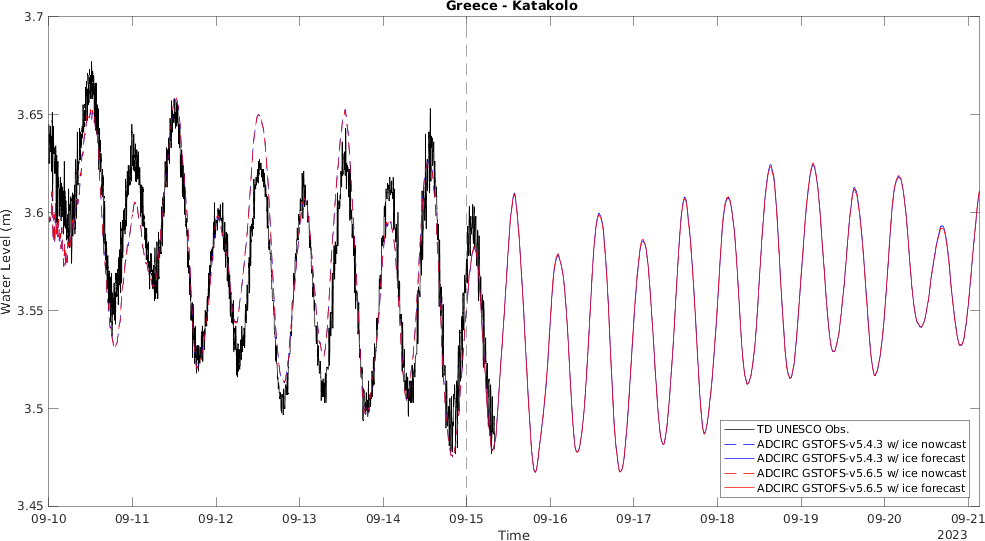 Greece - Katakolo
3.7
3.65
3.6
3.55
3.5
3.45
Water Level (m)
09-10 09-11 09-12 09-13 09-14 09-15 09-16 09-17 09-18 09-19 09-20 09-21
Time
2023
TD UNESCO Obs.
ADCIRC GSTOFS-v5.4.3 w/ ice nowcast
ADCIRC GSTOFS-v5.4.3 w/ ice forecast
ADCIRC GSTOFS-v5.6.5 w/ ice nowcast
ADCIRC GSTOFS-v5.6.5 w/ ice forecast